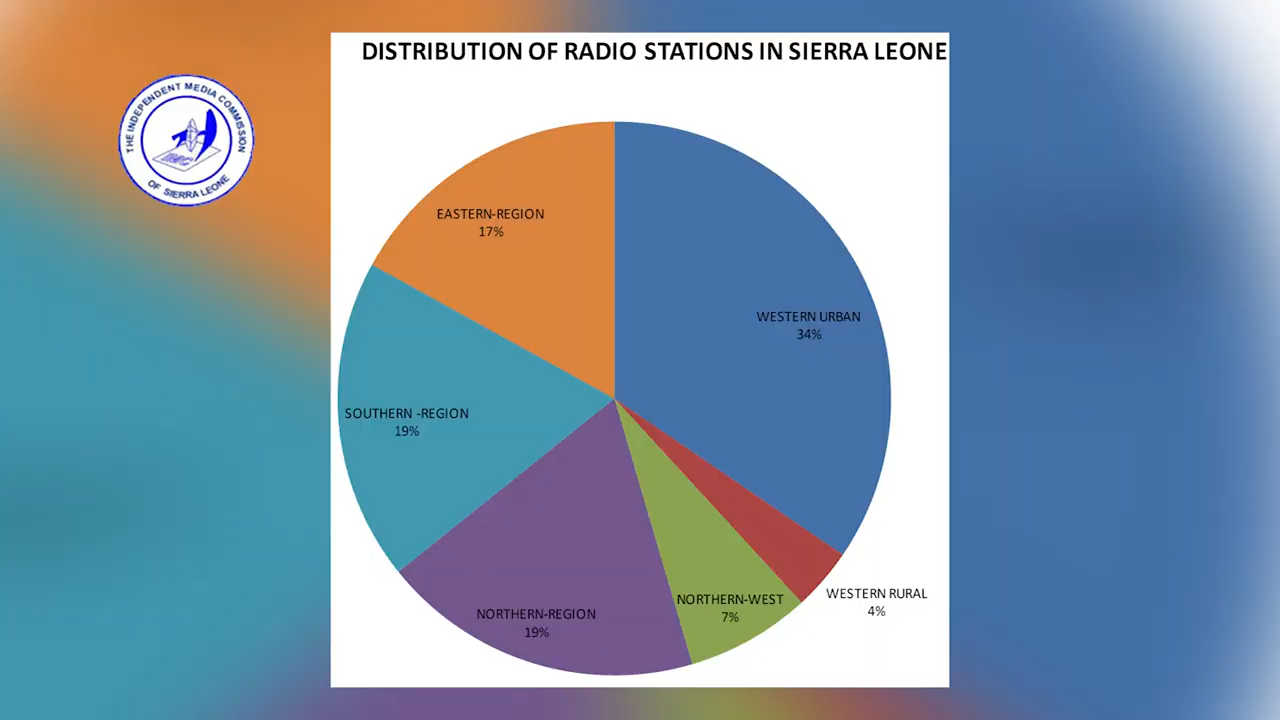 DISTRIBUTION OF RADIO STATIONS IN SIERRA LEONE
THE INDEPENDENT MEDIA COMMISSION
OF SIERRA LEONE
IMC
EASTERN-REGION
17%
WESTERN URBAN
34%
SOUTHERN -REGION
19%
WESTERN RURAL
4%
NORTHERN-WEST
7%
NORTHERN-REGION
19%